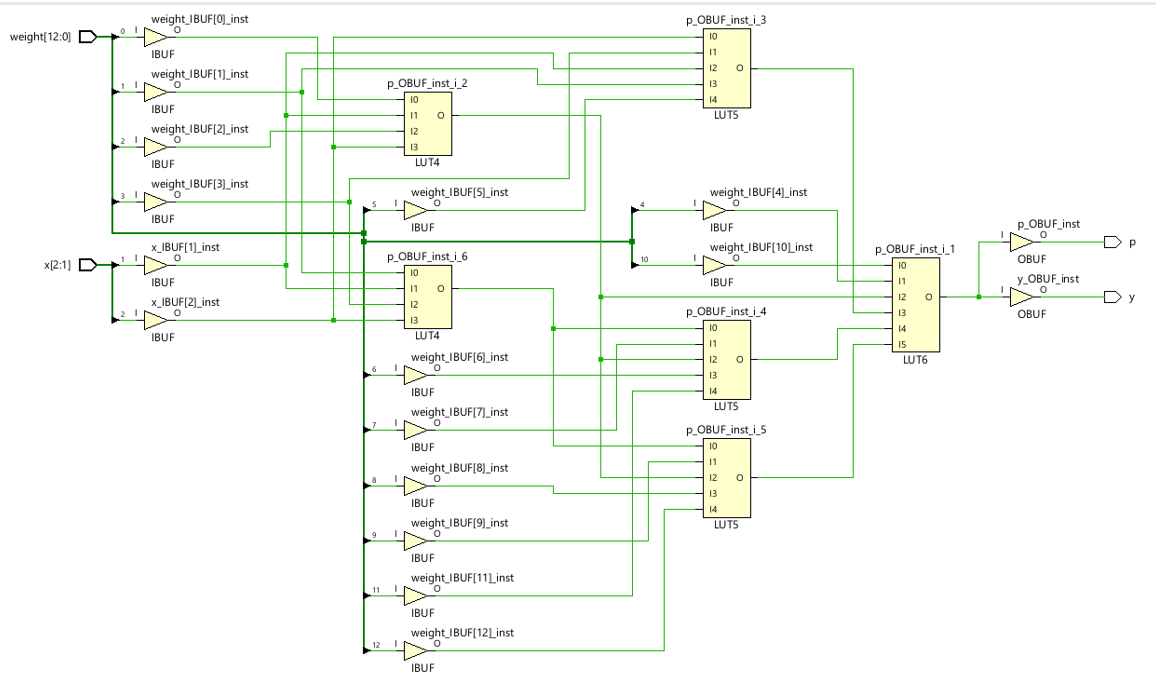 weight[12:0]
0
I
weight_IBUF[0]_inst
O
IBUF
1
I
weight_IBUF[1]_inst
O
IBUF
2
I
weight_IBUF[2]_inst
O
IBUF
3
I
weight_IBUF[3]_inst
O
IBUF
x[2:1]
1
I
x_IBUF[1]_inst
O
IBUF
2
I
x_IBUF[2]_inst
O
IBUF
p_OBUF_inst_i_2
I0
I1
I2
I3
O
LUT4
5
I
weight_IBUF[5]_inst
O
IBUF
p_OBUF_inst_i_6
I0
I1
I2
I3
O
LUT4
6
I
weight_IBUF[6]_inst
O
IBUF
7
I
weight_IBUF[7]_inst
O
IBUF
8
I
weight_IBUF[8]_inst
O
IBUF
9
I
weight_IBUF[9]_inst
O
IBUF
11
I
weight_IBUF[11]_inst
O
IBUF
12
I
weight_IBUF[12]_inst
O
IBUF
p_OBUF_inst_i_3
I0
I1
I2
I3
I4
O
LUT5
4
I
weight_IBUF[4]_inst
O
IBUF
10
I
weight_IBUF[10]_inst
O
IBUF
p_OBUF_inst_i_4
I0
I1
I2
I3
I4
O
LUT5
p_OBUF_inst_i_5
I0
I1
I2
I3
I4
O
LUT5
p_OBUF_inst_i_1
I0
I1
I2
I3
I4
I5
O
LUT6
p_OBUF_inst
I
O
OBUF
p
y_OBUF_inst
I
O
OBUF
y